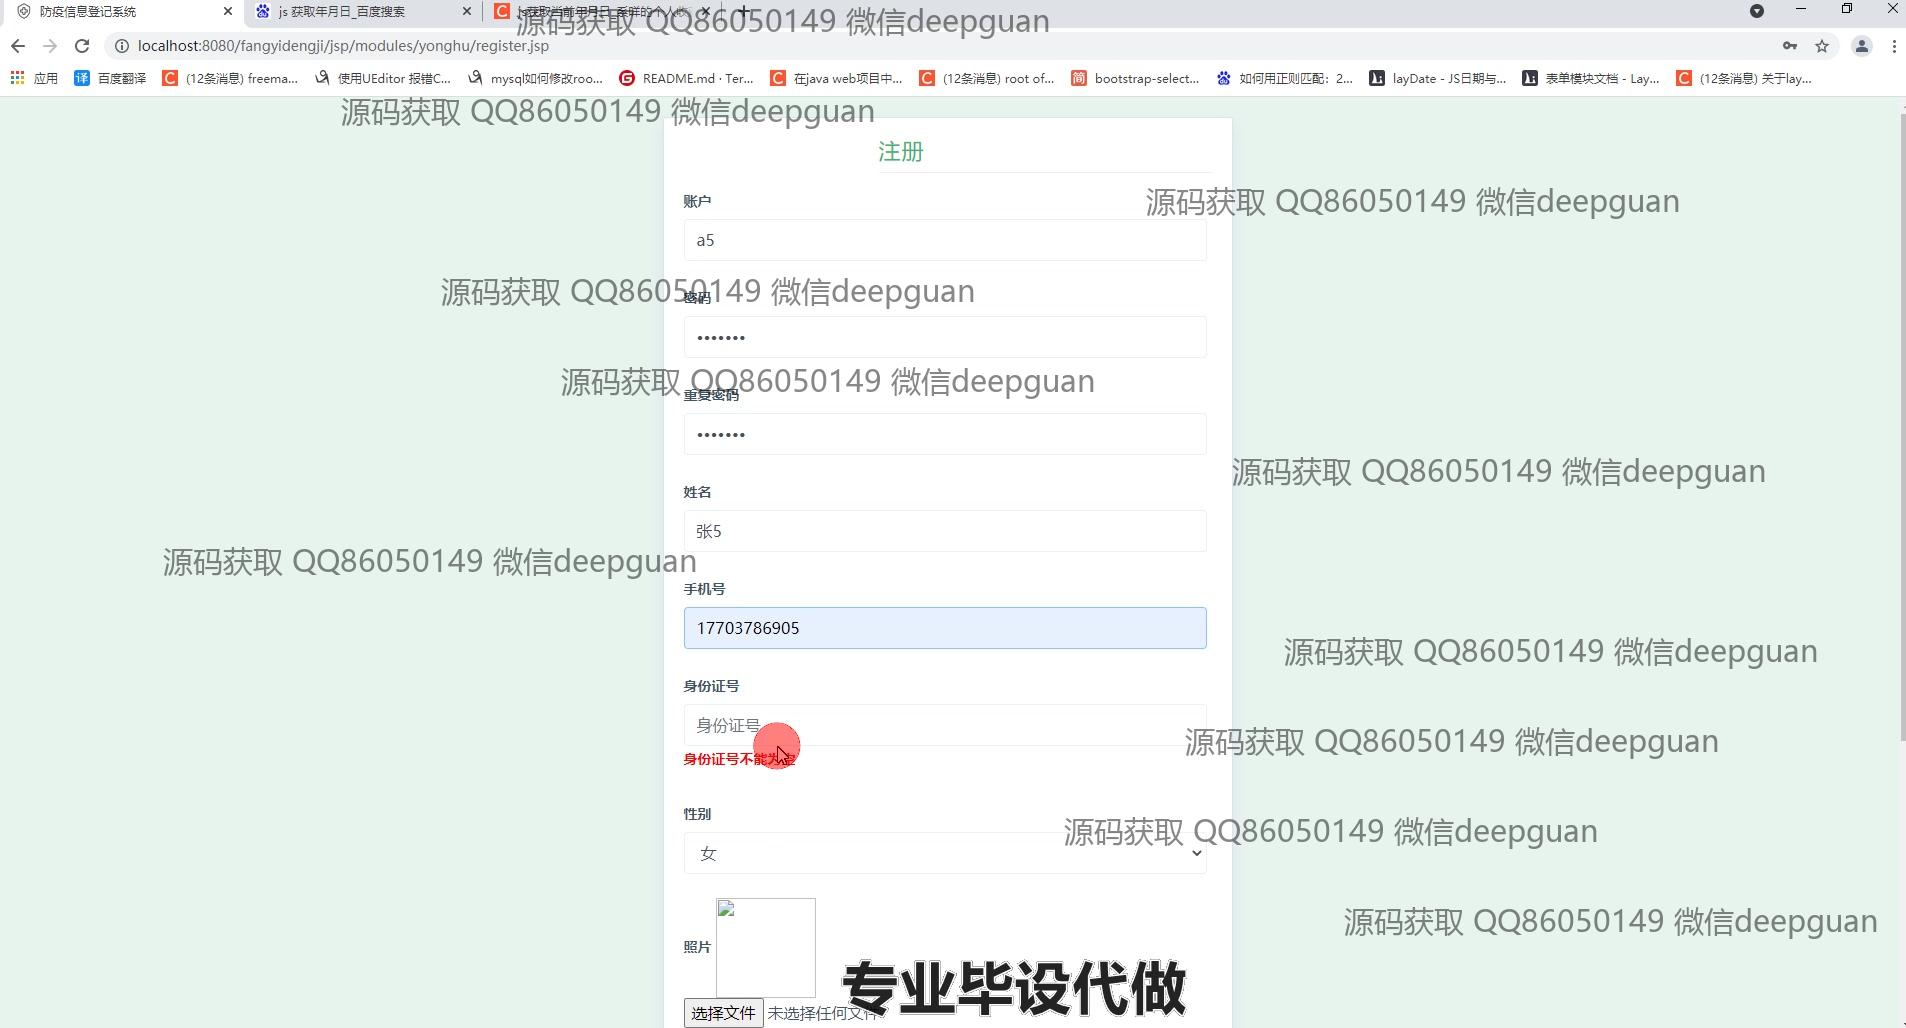 防疫信息登记系统
js 获取年月日_百度搜索
源码获取 QQ86050149 微信deepguan
localhost:8080/fangyidengji/jsp/modules/yonghu/register.jsp
应用 百度翻译 (12条消息) freema... 使用UEditor 报错C... mysql如何修改roo... README.md · Ter... 在java web项目中... (12条消息) root of... bootstrap-select... 如何用正则匹配：2... layDate - JS日期与... 表单模块文档 - Lay... (12条消息) 关于lay...
源码获取 QQ86050149 微信deepguan
注册
账户
源码获取 QQ86050149 微信deepguan
a5
源码获取 QQ86050149 微信deepguan
密码
•••••••
源码获取 QQ86050149 微信deepguan
重复密码
•••••••
源码获取 QQ86050149 微信deepguan
姓名
张5
源码获取 QQ86050149 微信deepguan
手机号
17703786905
源码获取 QQ86050149 微信deepguan
身份证号
身份证号
源码获取 QQ86050149 微信deepguan
身份证号不能为空
性别
源码获取 QQ86050149 微信deepguan
女
源码获取 QQ86050149 微信deepguan
照片
专业毕设代做
选择文件 未选择任何文件